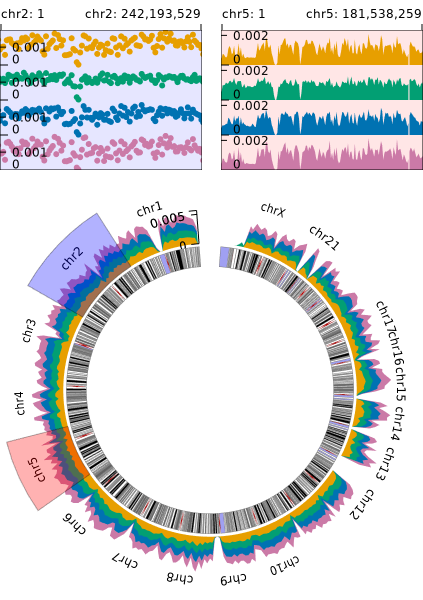 chr2: 1 chr2: 242,193,529 chr5: 1 chr5: 181,538,259
0.001
0
0.001
0
0.001
0
0.001
0
0.002
0
0.002
0
0.002
0
0.002
0
chr1
0.005
0
chrX
chr21
chr2
chr3
chr17
chr16
chr15
chr4
chr14
chr5
chr13
chr6
chr12
chr7
chr8
chr9
chr10